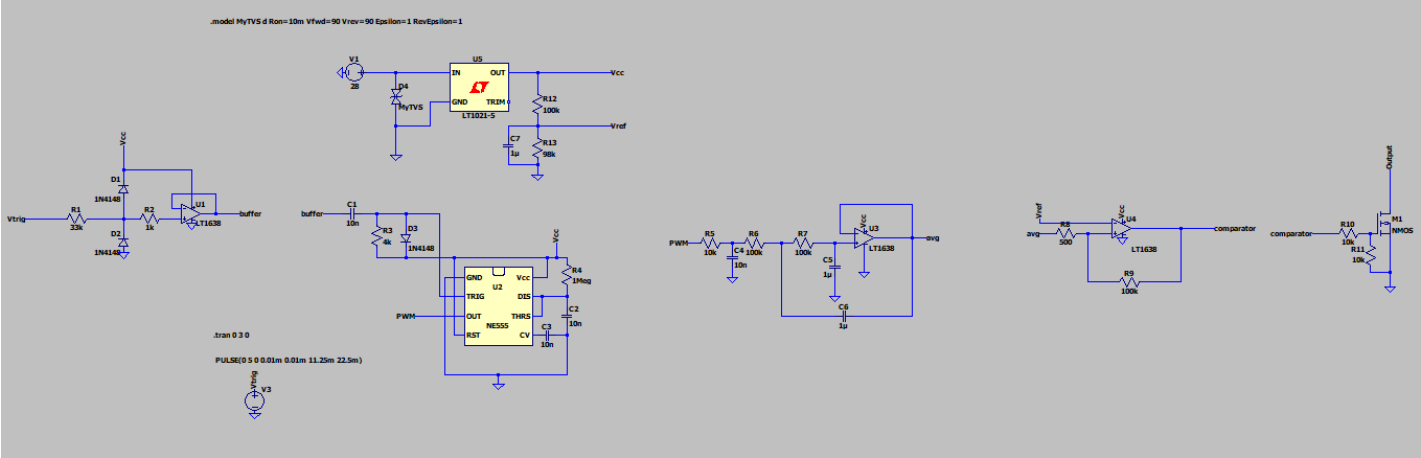 .model MyTVS d Ron=10m Vfwd=90 Vrev=90 Epsilon=1 RevEpsilon=1
V1
28
D4
MyTVS
U5
IN
OUT
GND
TRIM
LT1021-5
Vcc
R12
100k
Vref
C7
1µ
R13
98k
Vcc
D1
1N4148
Vtrig
R1
33k
R2
1k
U1
LT1638
buffer
D2
1N4148
buffer
C1
10n
R3
4k
D3
1N4148
Vcc
R4
1Meg
GND
Vcc
U2
TRIG
DIS
PWM
OUT
THRS
NE555
RST
CV
C2
10n
C3
10n
PWM
R5
10k
C4
10n
R6
100k
R7
100k
C5
1µ
Vcc
U3
LT1638
avg
C6
1µ
Vref
avg
R8
500
Vcc
U4
LT1638
comparator
R9
100k
Output
comparator
R10
10k
R11
10k
M1
NMOS
.tran 0 3 0
PULSE(0 5 0 0.01m 0.01m 11.25m 22.5m)
Vtrig
V3